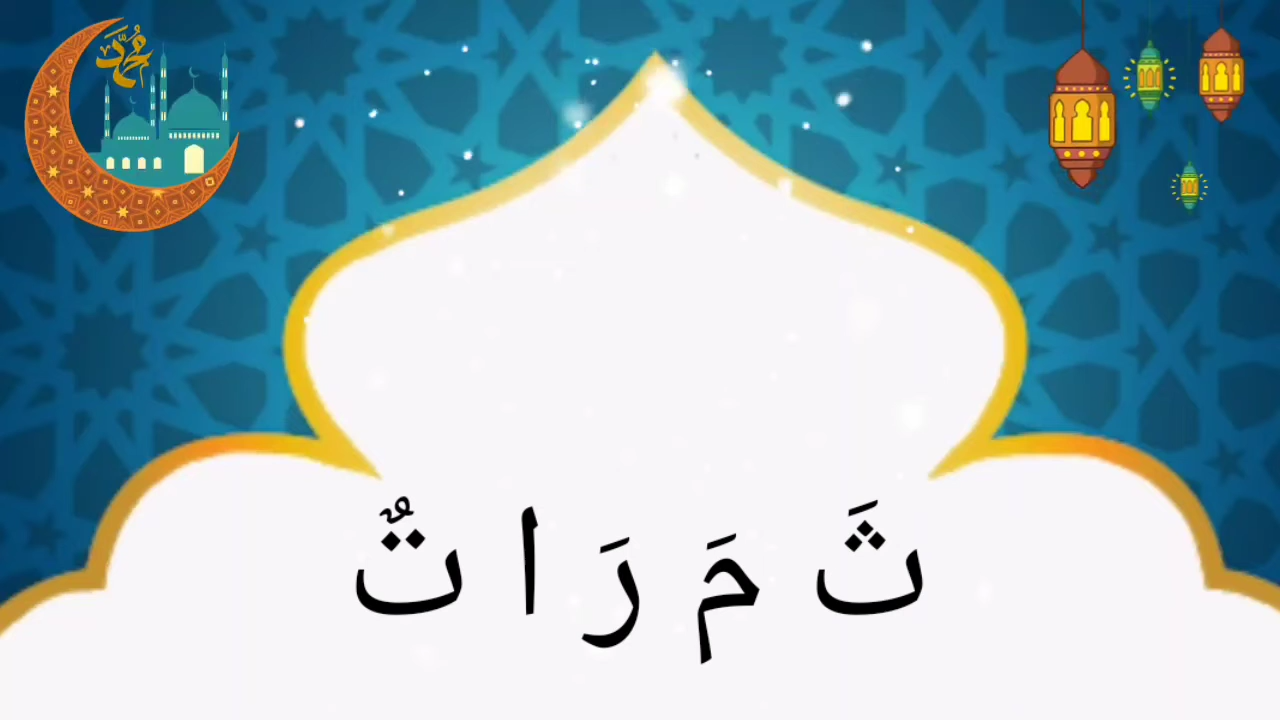 محمد
ثَ مَ رَ ا تٌ